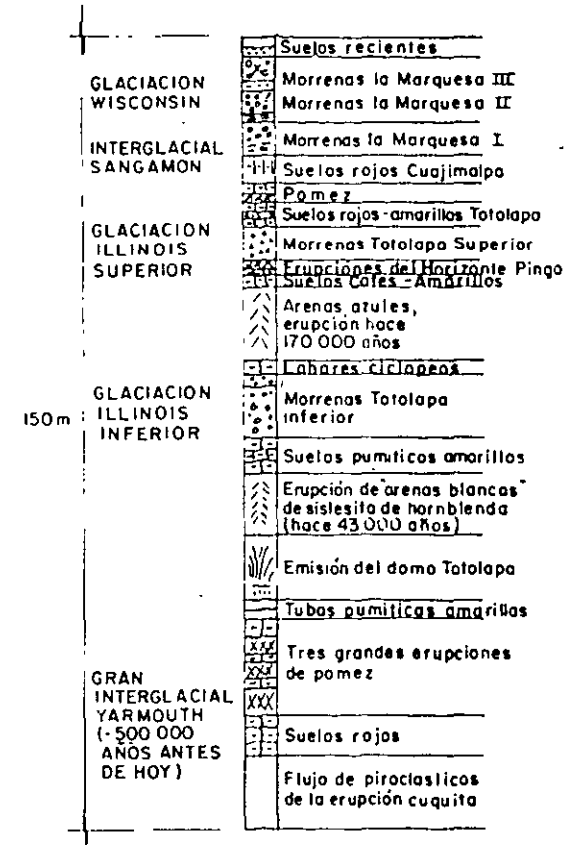 Suelos recientes
GLACIACION
WISCONSIN
Morrenas la Marquesa III
Morrenas la Marquesa II
INTERGLACIAL
SANGAMON
Morrenas la Marquesa I
Suelos rojos Cuajimalpa
Pomez
Suelos rojos-amarillos Totolapa
GLACIACION
ILLINOIS
SUPERIOR
Morrenas Totolapa Superior
Erupciones del Horizonte Pingo
Suelos Cafes-Amarillos
Arenas azules,
erupción hace
170 000 años
Lahares ciclopeos
150 m
GLACIACION
ILLINOIS
INFERIOR
Morrenas Totolapa
inferior
Suelos pumiticos amarillos
Erupción de "arenas blancas"
de sislesita de hornblenda
(hace 43 000 años)
Emisión del domo Totolapa
Tubas pumiticas amarillas
Tres grandes erupciones
de pomez
GRAN
INTERGLACIAL
YARMOUTH
(-500 000
AÑOS ANTES
DE HOY)
Suelos rojos
Flujo de piroclasticos
de la erupción cuquita